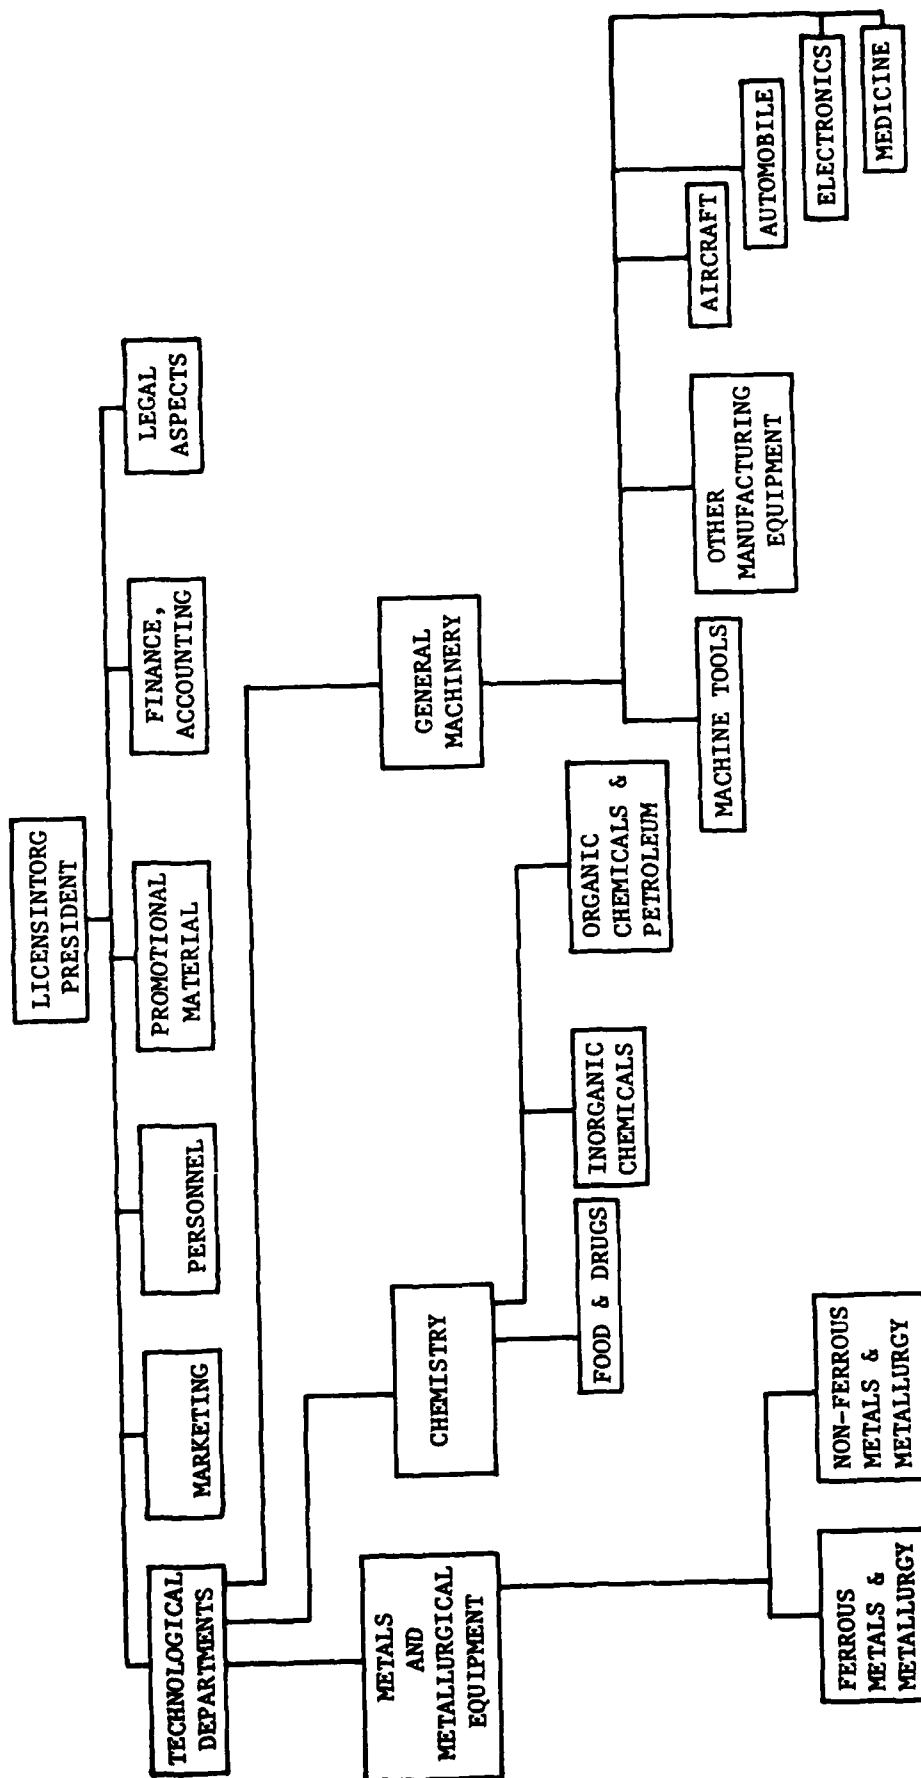 LICENSINTORG
PRESIDENT
TECHNOLOGICAL
DEPARTMENTS
MARKETING
PERSONNEL
PROMOTIONAL
MATERIAL
FINANCE,
ACCOUNTING
LEGAL
ASPECTS
METALS
AND
METALLURGICAL
EQUIPMENT
CHEMISTRY
GENERAL
MACHINERY
FOOD & DRUGS
INORGANIC
CHEMICALS
ORGANIC
CHEMICALS &
PETROLEUM
MACHINE TOOLS
OTHER
MANUFACTURING
EQUIPMENT
AIRCRAFT
AUTOMOBILE
ELECTRONICS
MEDICINE
FERROUS
METALS &
METALLURGY
NON-FERROUS
METALS &
METALLURGY